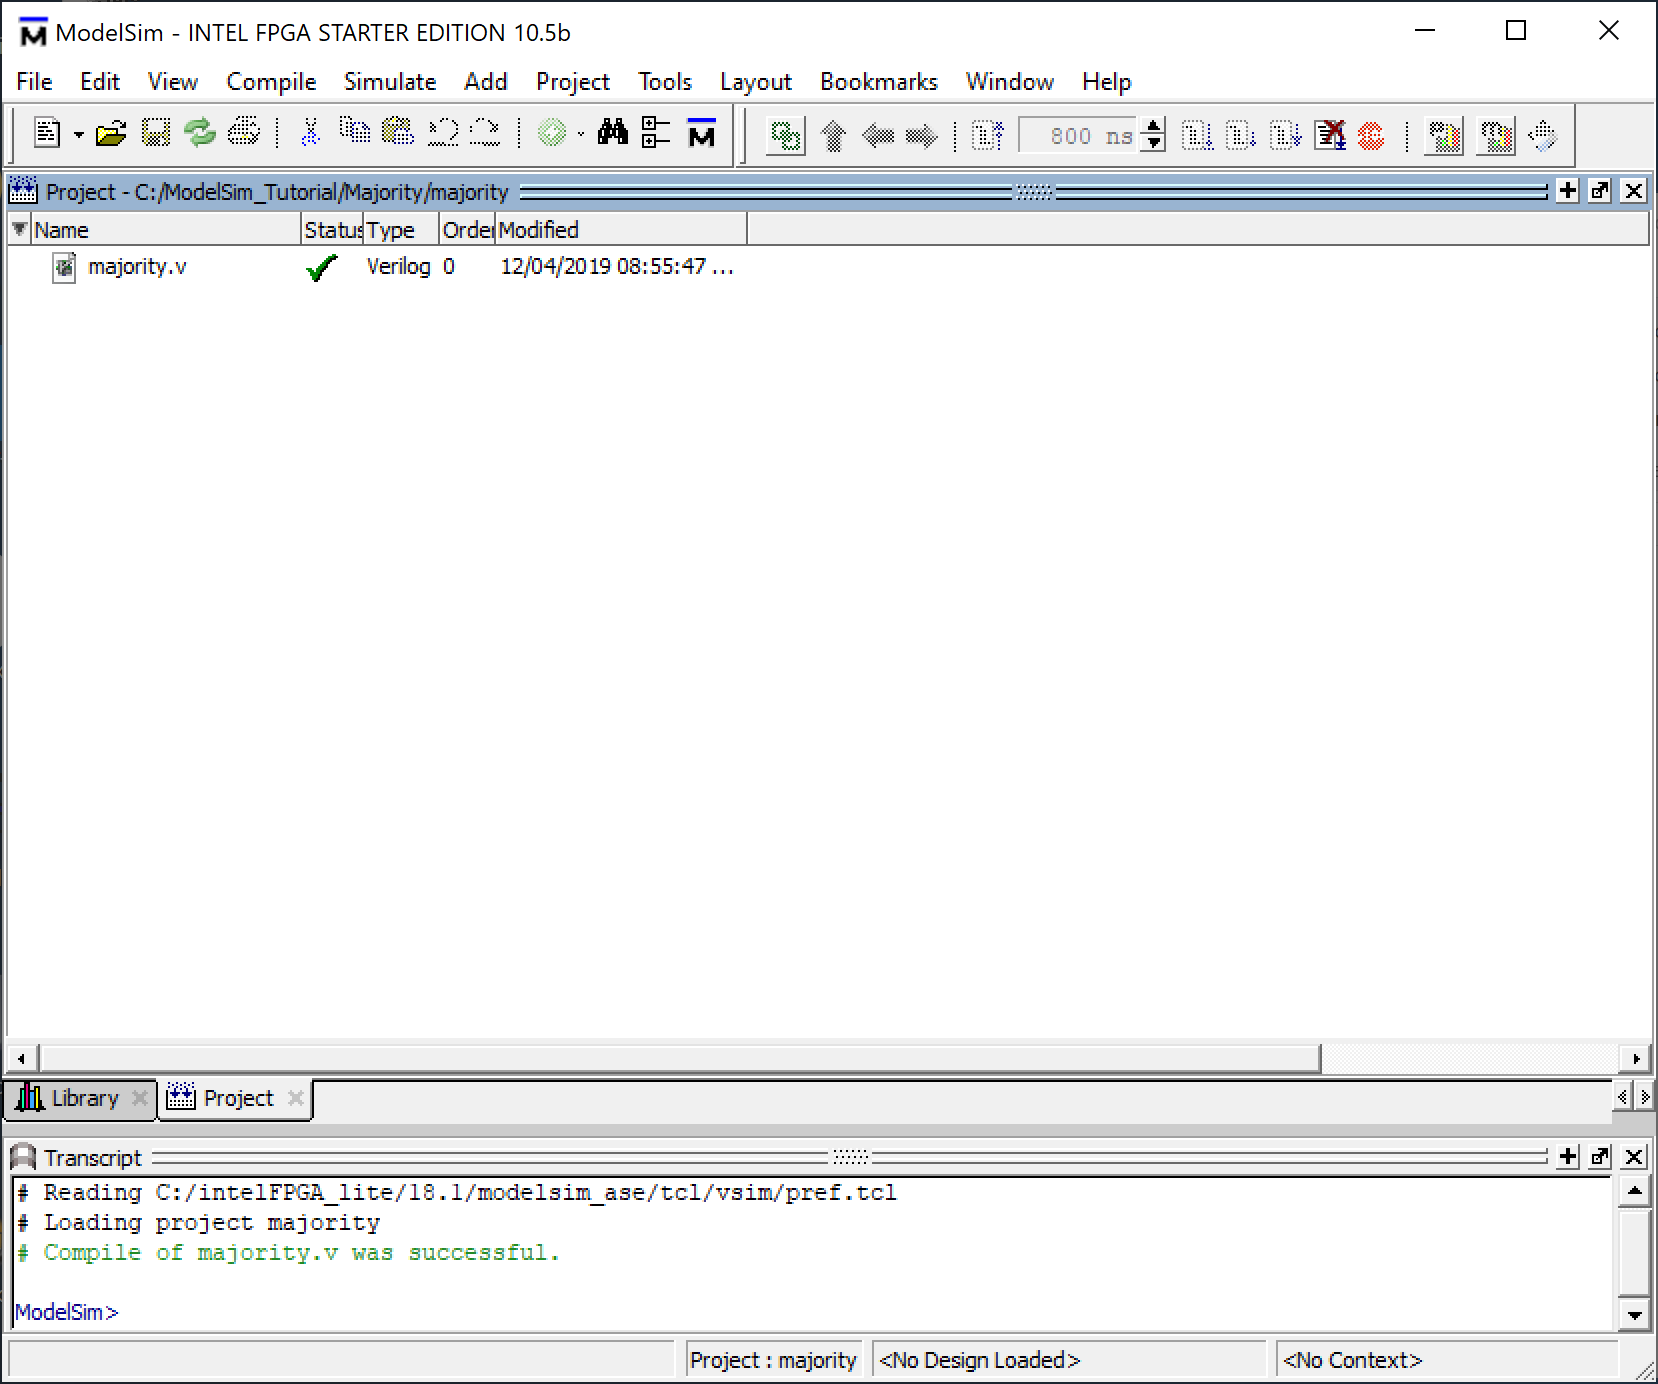 ModelSim - INTEL FPGA STARTER EDITION 10.5b
File Edit View Compile Simulate Add Project Tools Layout Bookmarks Window Help
800 ns
Project - C:/ModelSim_Tutorial/Majority/majority
Name Status Type Order Modified
majority.v Verilog 0 12/04/2019 08:55:47 ...
Library Project
Transcript
# Reading C:/intelFPGA_lite/18.1/modelsim_ase/tcl/vsim/pref.tcl
# Loading project majority
# Compile of majority.v was successful.
ModelSim>
Project : majority <No Design Loaded> <No Context>